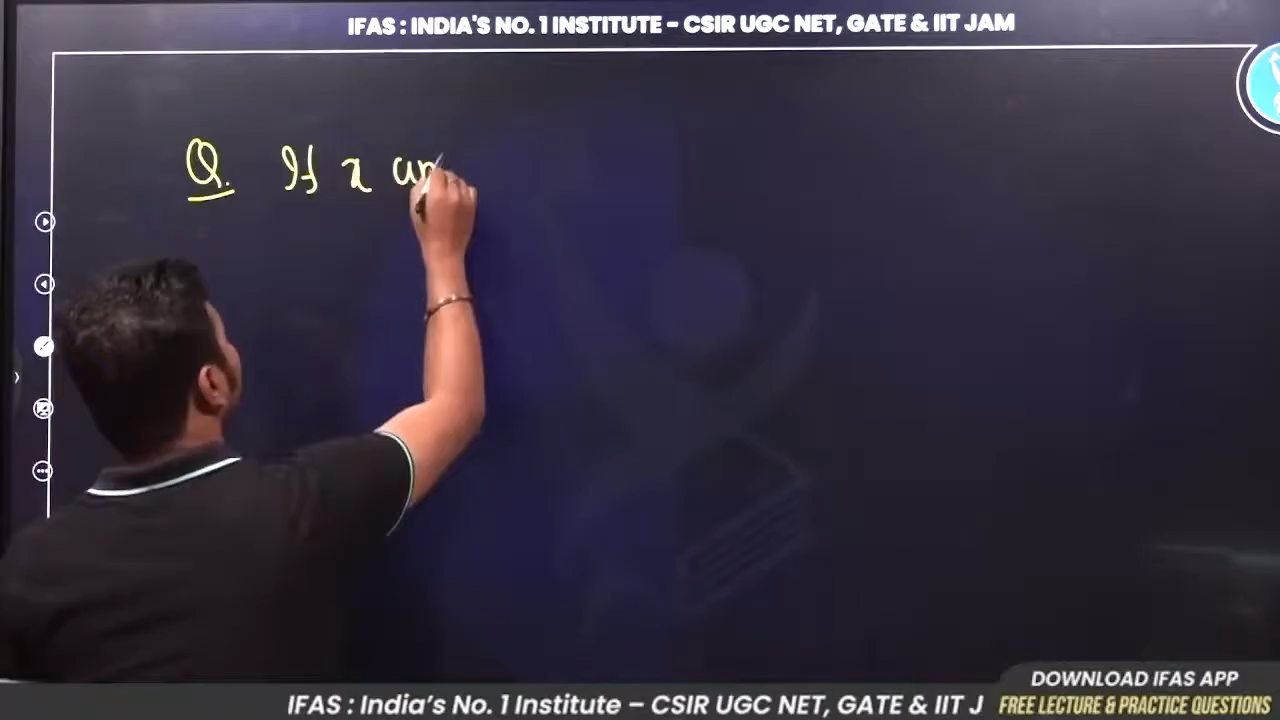 IFAS : INDIA'S NO. 1 INSTITUTE - CSIR UGC NET, GATE & IIT JAM
Q. If x an
DOWNLOAD IFAS APP
IFAS : India's No. 1 Institute – CSIR UGC NET, GATE & IIT J
FREE LECTURE & PRACTICE QUESTIONS